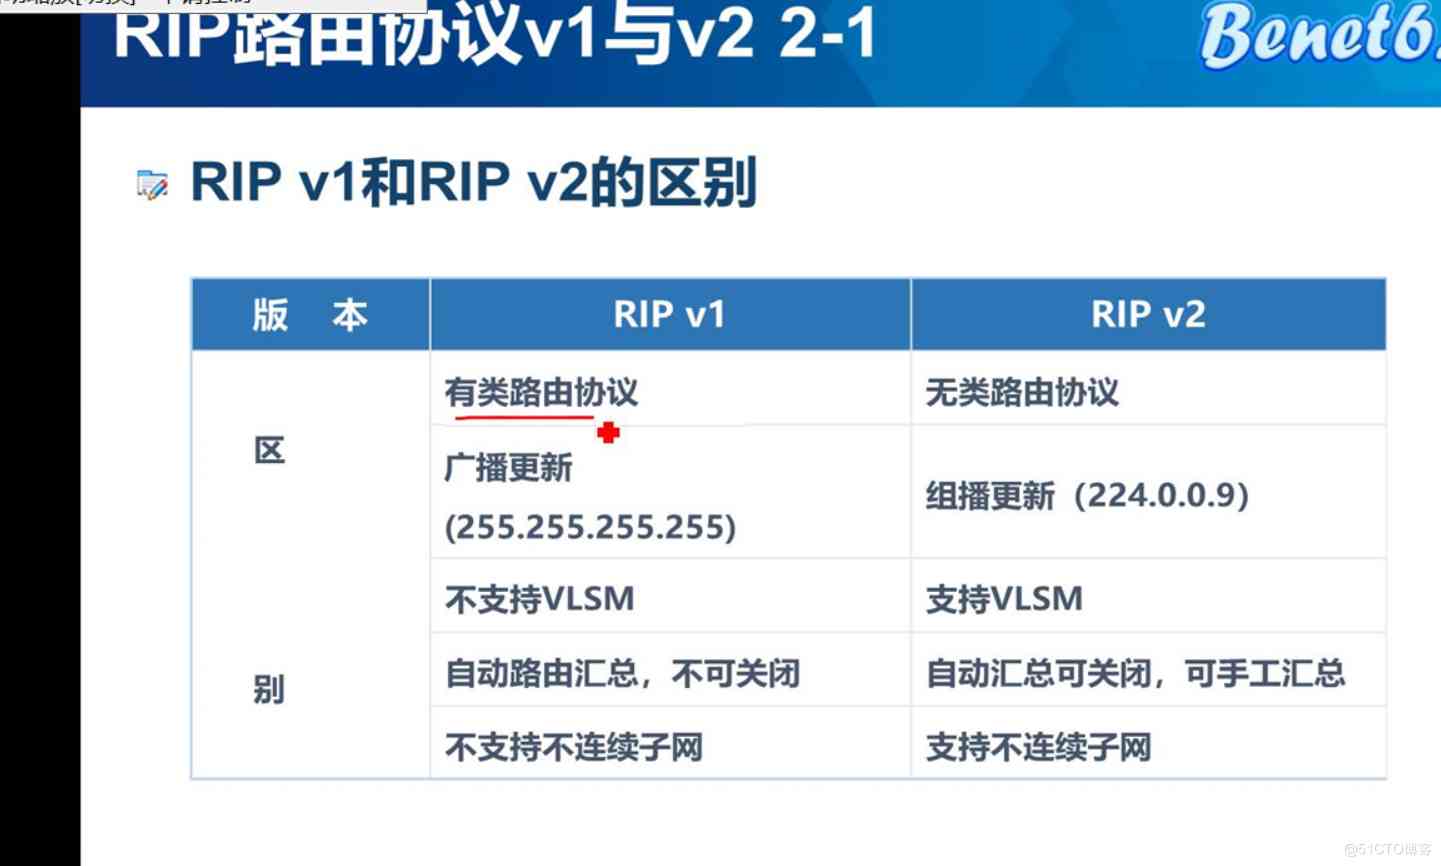 RIP路由协议v1与v2 2-1
Benet6.
RIP v1和RIP v2的区别
版 本
RIP v1
RIP v2
区
别
有类路由协议
无类路由协议
广播更新
(255.255.255.255)
组播更新（224.0.0.9）
不支持VLSM
支持VLSM
自动路由汇总，不可关闭
自动汇总可关闭，可手工汇总
不支持不连续子网
支持不连续子网
@51CTO博客